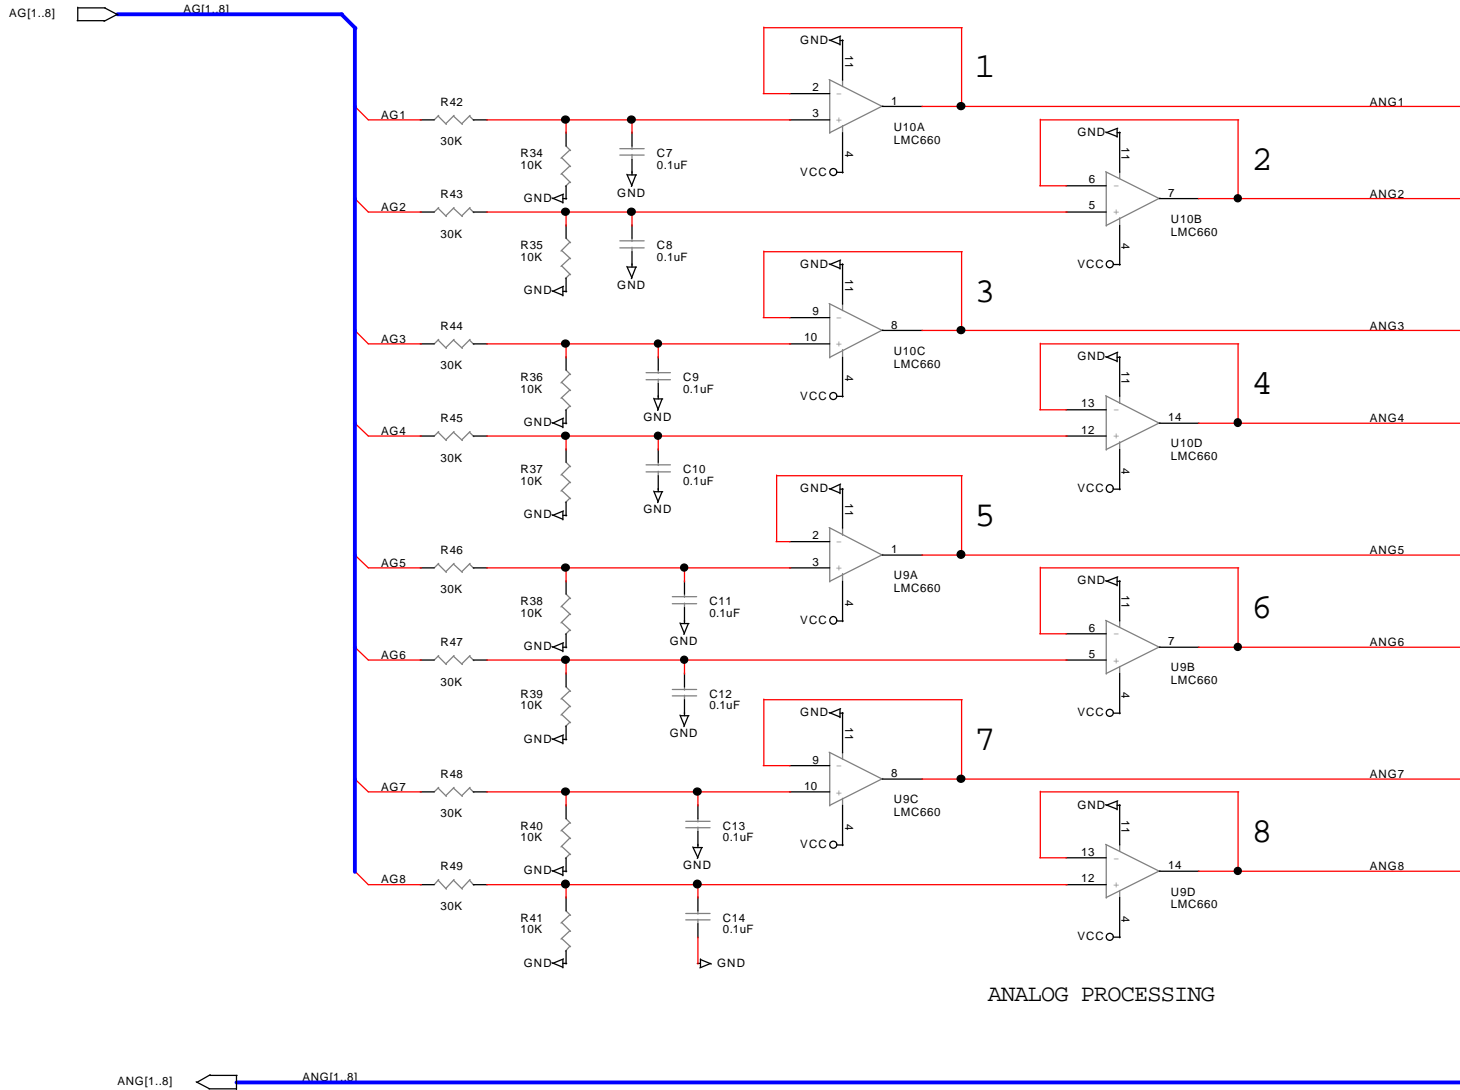 AG[1..8]
AG[1..8]
GND
11
1
AG1
R42
30K
2
3
1
U10A
LMC660
ANG1
R34
10K
C7
0.1uF
4
VCC
GND
GND
GND
11
2
AG2
R43
30K
6
5
7
U10B
LMC660
ANG2
R35
10K
C8
0.1uF
4
VCC
GND
GND
GND
11
3
AG3
R44
30K
9
10
8
U10C
LMC660
ANG3
R36
10K
C9
0.1uF
4
VCC
GND
GND
GND
11
4
AG4
R45
30K
13
12
14
U10D
LMC660
ANG4
R37
10K
C10
0.1uF
4
VCC
GND
GND
GND
11
5
AG5
R46
30K
2
3
1
U9A
LMC660
ANG5
R38
10K
C11
0.1uF
4
VCC
GND
GND
GND
11
6
AG6
R47
30K
6
5
7
U9B
LMC660
ANG6
R39
10K
C12
0.1uF
4
VCC
GND
GND
GND
11
7
AG7
R48
30K
9
10
8
U9C
LMC660
ANG7
R40
10K
C13
0.1uF
4
VCC
GND
GND
GND
11
8
AG8
R49
30K
13
12
14
U9D
LMC660
ANG8
R41
10K
C14
0.1uF
4
VCC
GND
GND
ANALOG PROCESSING
ANG[1..8]
ANG[1..8]